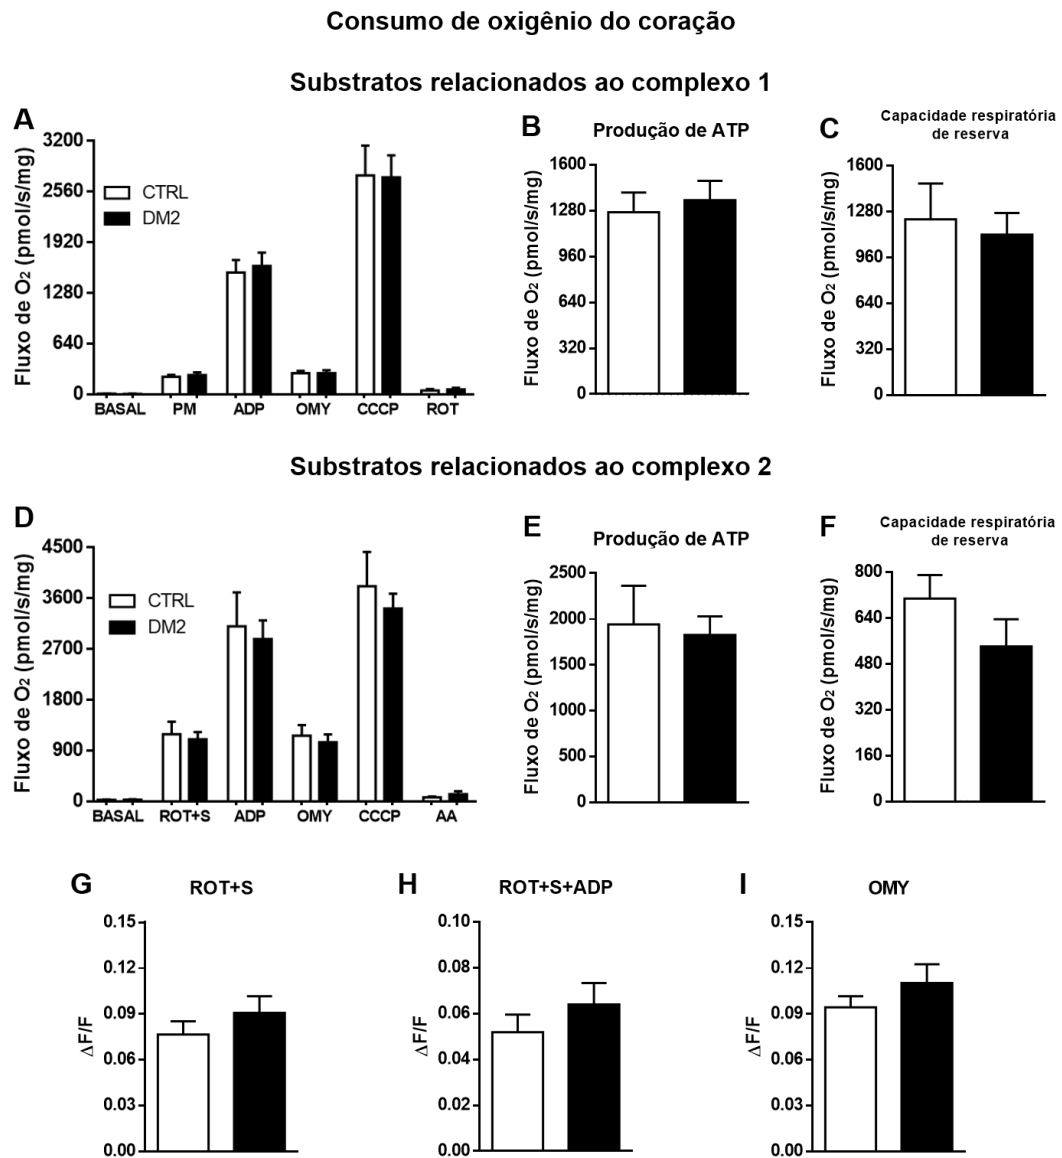 Consumo de oxigênio do coração
Substratos relacionados ao complexo 1
A
Fluxo de O₂ (pmol/s/mg)
3200
2560
1920
1280
640
0
CTRL
DM2
BASAL PM ADP OMY CCCP ROT
B
Produção de ATP
Fluxo de O₂ (pmol/s/mg)
1600
1280
960
640
320
0
C
Capacidade respiratória
de reserva
Fluxo de O₂ (pmol/s/mg)
1600
1280
960
640
320
0
Substratos relacionados ao complexo 2
D
Fluxo de O₂ (pmol/s/mg)
4500
3600
2700
1800
900
0
CTRL
DM2
BASAL ROT+S ADP OMY CCCP AA
E
Produção de ATP
Fluxo de O₂ (pmol/s/mg)
2500
2000
1500
1000
500
0
F
Capacidade respiratória
de reserva
Fluxo de O₂ (pmol/s/mg)
800
640
480
320
160
0
G
ROT+S
ΔF/F
0.15
0.12
0.09
0.06
0.03
0.00
H
ROT+S+ADP
ΔF/F
0.10
0.08
0.06
0.04
0.02
0.00
I
OMY
ΔF/F
0.15
0.12
0.09
0.06
0.03
0.00